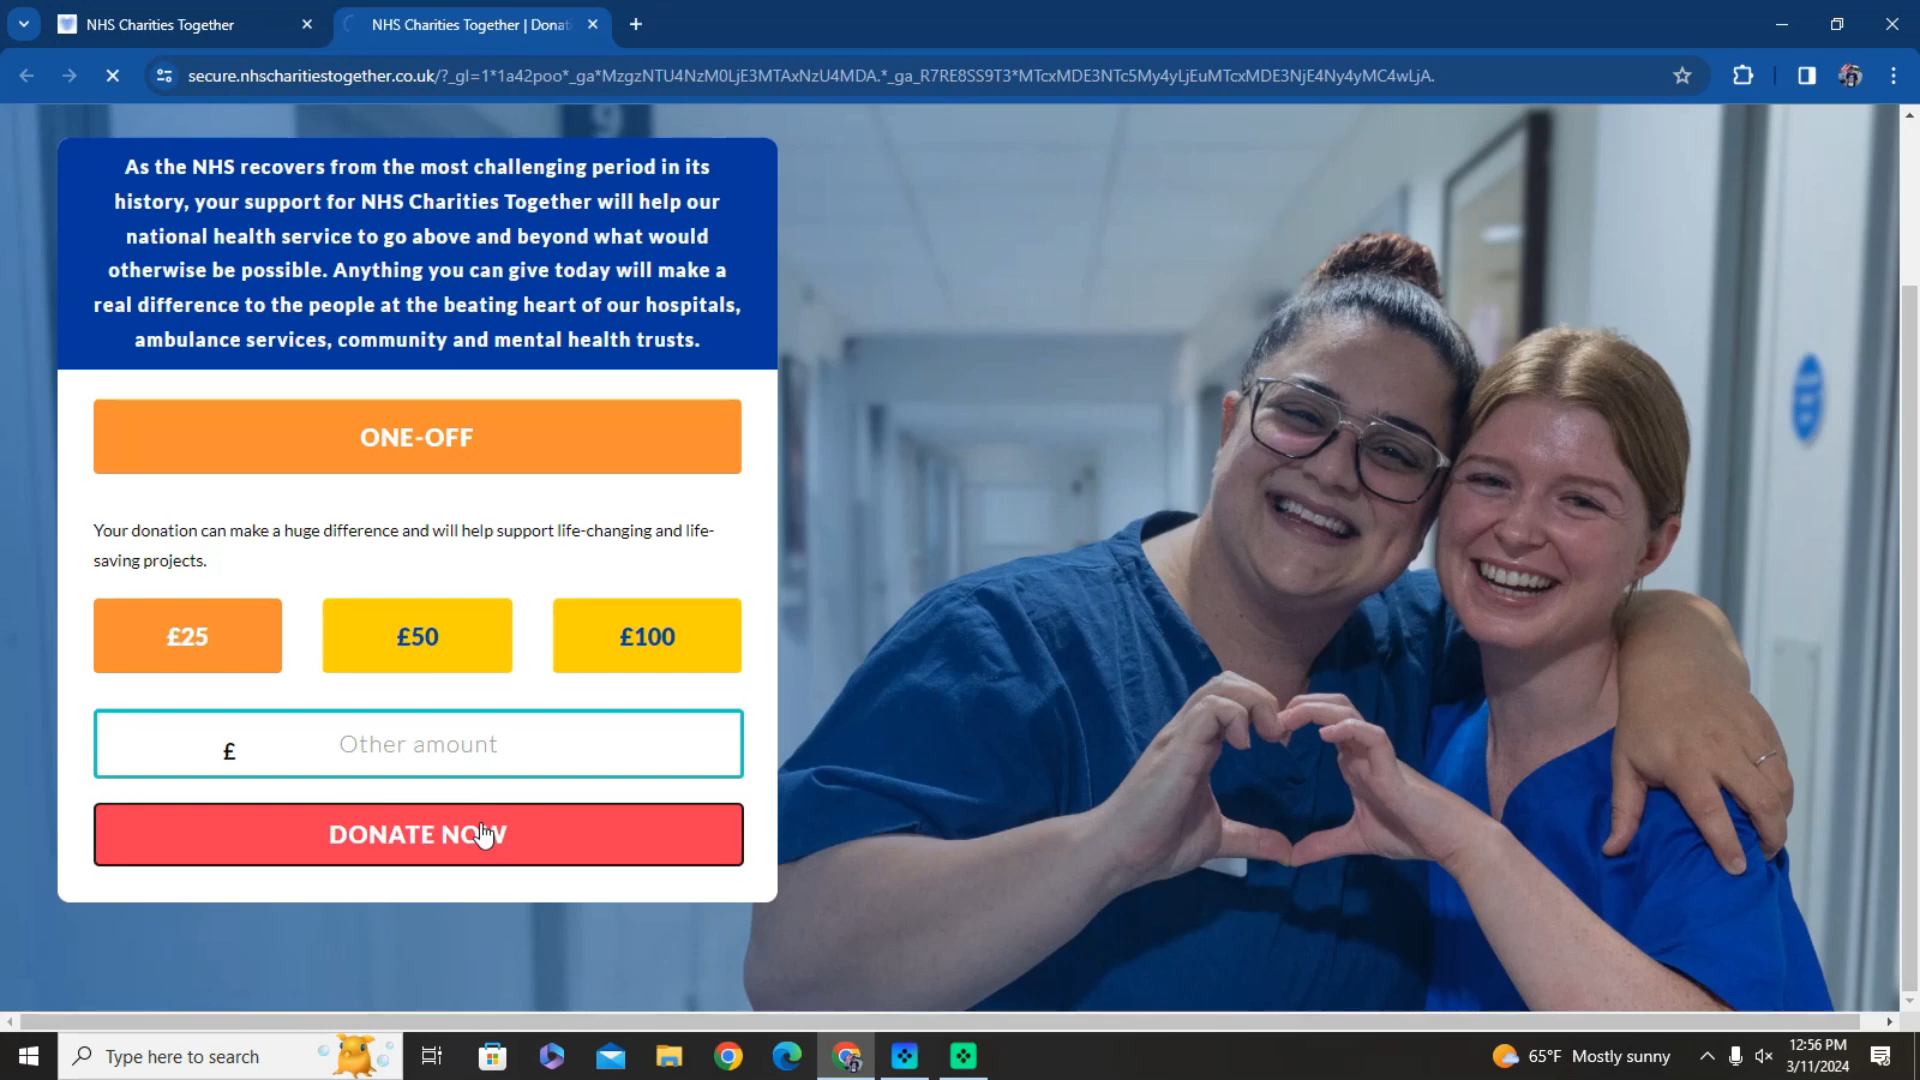 NHS Charities Together
NHS Charities Together | Donat
secure.nhscharitiestogether.co.uk/?_gl=1*1a42poo*_ga*MzgzNTU4NzM0LjE3MTAxNzU4MDA.*_ga_R7RE8SS9T3*MTcxMDE3NTc5My4yLjEuMTcxMDE3NjE4Ny4yMC4wLjA.
9
As the NHS recovers from the most challenging period in its
history, your support for NHS Charities Together will help our
national health service to go above and beyond what would
otherwise be possible. Anything you can give today will make a
real difference to the people at the beating heart of our hospitals,
ambulance services, community and mental health trusts.
ONE-OFF
Your donation can make a huge difference and will help support life-changing and life-
saving projects.
£25
£50
£100
£
Other amount
DONATE NOW
Type here to search
65°F Mostly sunny
12:56 PM
3/11/2024